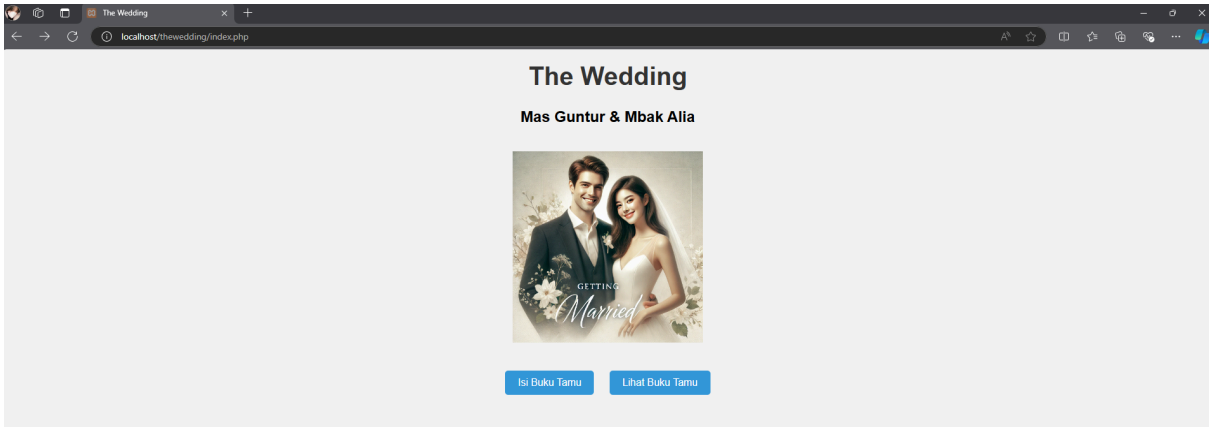 The Wedding
localhost/thewedding/index.php
The Wedding
Mas Guntur & Mbak Alia
GETTING
Married
Isi Buku Tamu
Lihat Buku Tamu